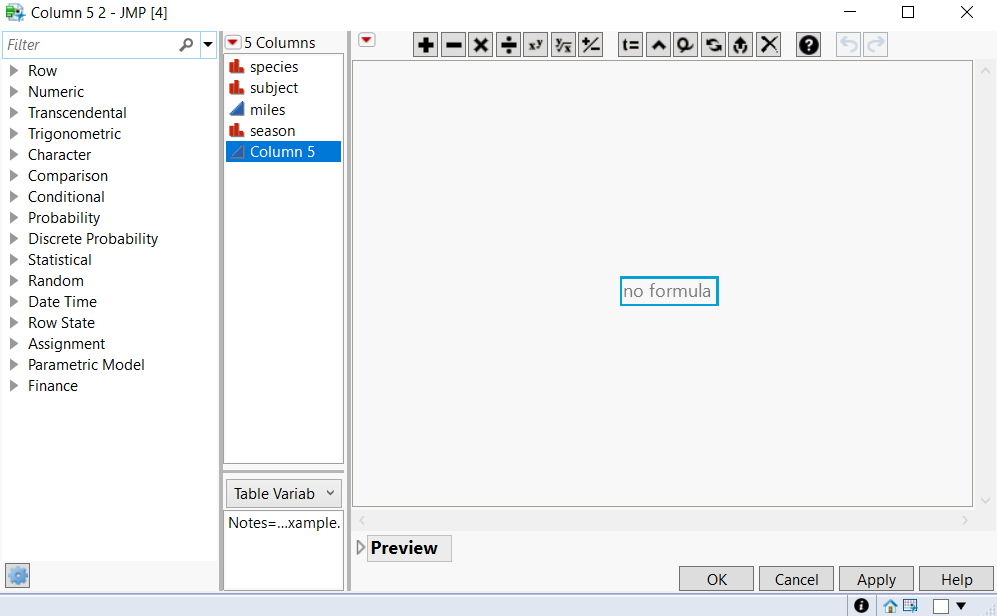 Column 5 2 - JMP [4]
Filter
Row
Numeric
Transcendental
Trigonometric
Character
Comparison
Conditional
Probability
Discrete Probability
Statistical
Random
Date Time
Row State
Assignment
Parametric Model
Finance
5 Columns
species
subject
miles
season
Column 5
Table Variab
Notes=...xample.
t=
no formula
Preview
OK Cancel Apply Help